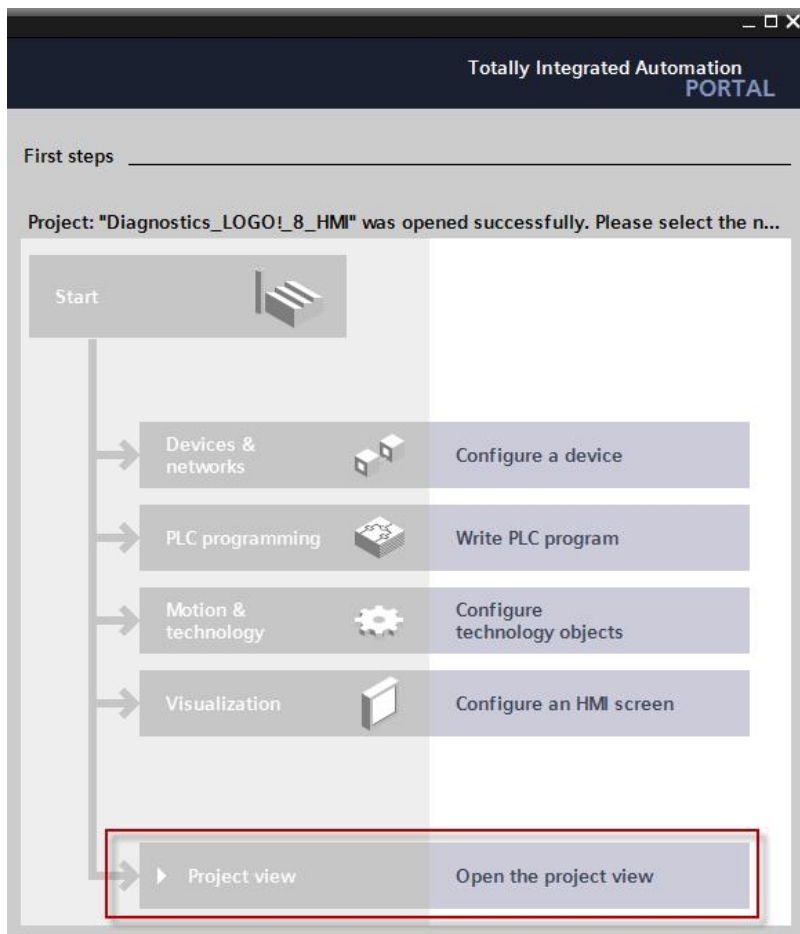 Totally Integrated Automation
PORTAL
First steps
Project: "Diagnostics_LOGO!_8_HMI" was opened successfully. Please select the n...
Start
Devices &
networks
Configure a device
PLC programming
Write PLC program
Motion &
technology
Configure
technology objects
Visualization
Configure an HMI screen
Project view
Open the project view